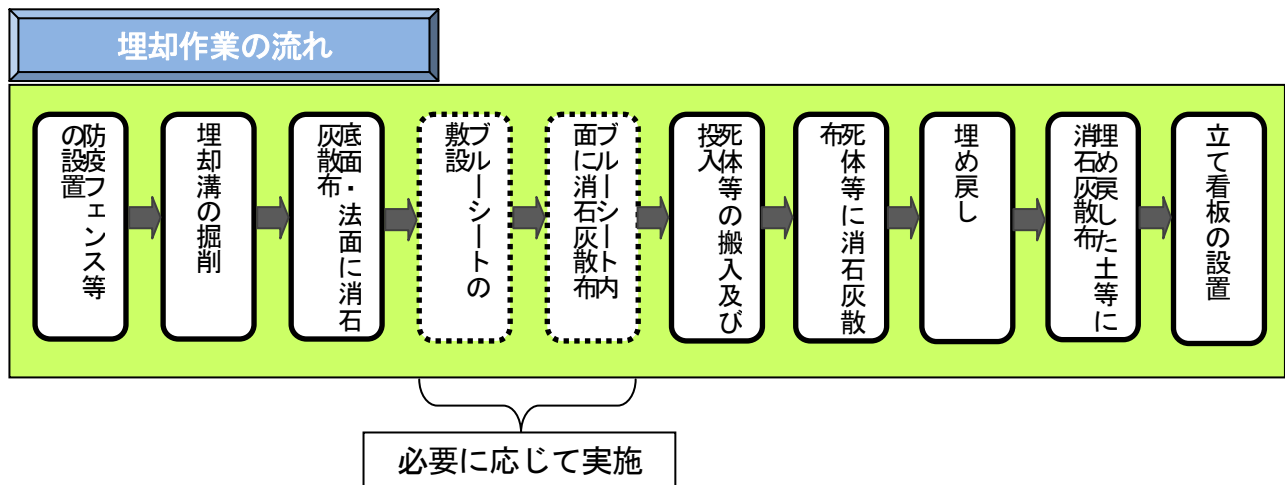 埋却作業の流れ
防疫フェンス等
の設置
埋却溝の掘削
底面・法面に消石
灰散布
ブルーシートの
敷設
ブルーシート内
面に消石灰散布
死体等の搬入及び
投入
死体等に消石灰散
布
埋め戻し
埋め戻した土等に
消石灰散布
立て看板の設置
必要に応じて実施